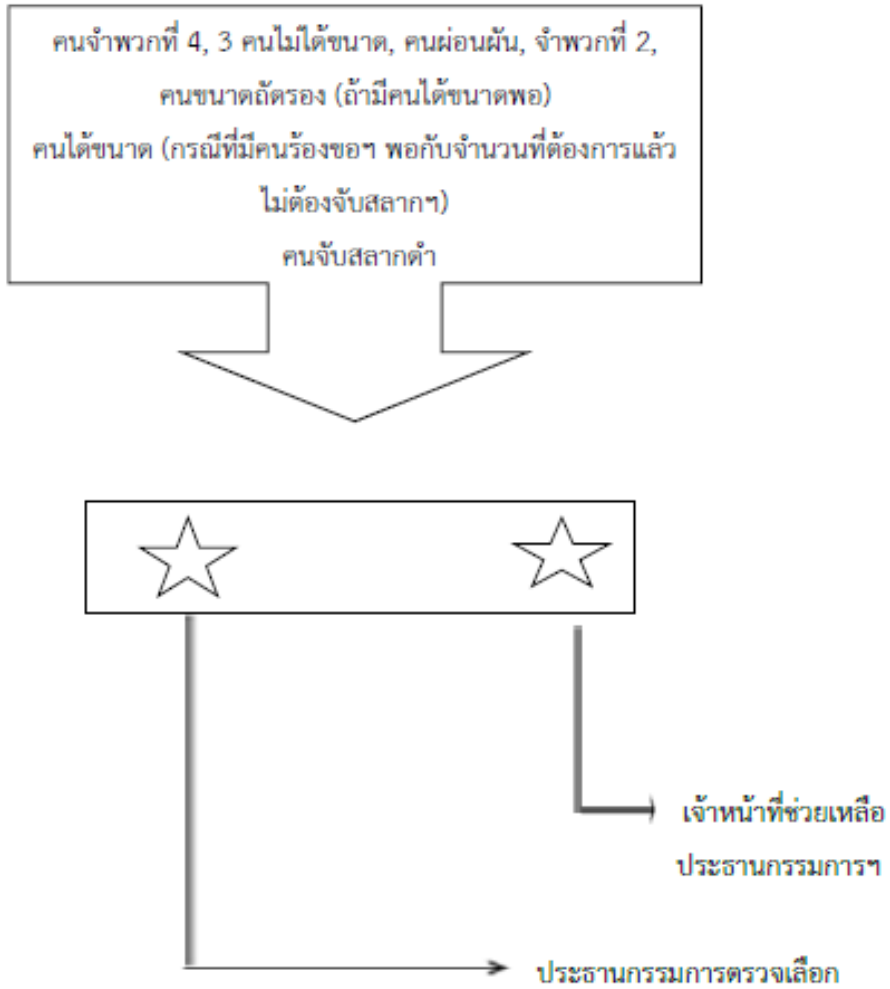 คนจำพวกที่ 4, 3 คนไม่ได้ขนาด, คนผ่อนผัน, จำพวกที่ 2,
คนขนาดถัดรอง (ถ้ามีคนได้ขนาดพอ)
คนได้ขนาด (กรณีที่มีคนร้องขอฯ พอกับจำนวนที่ต้องการแล้ว
ไม่ต้องจับสลากฯ)
คนจับสลากดำ
เจ้าหน้าที่ช่วยเหลือ
ประธานกรรมการฯ
ประธานกรรมการตรวจเลือก